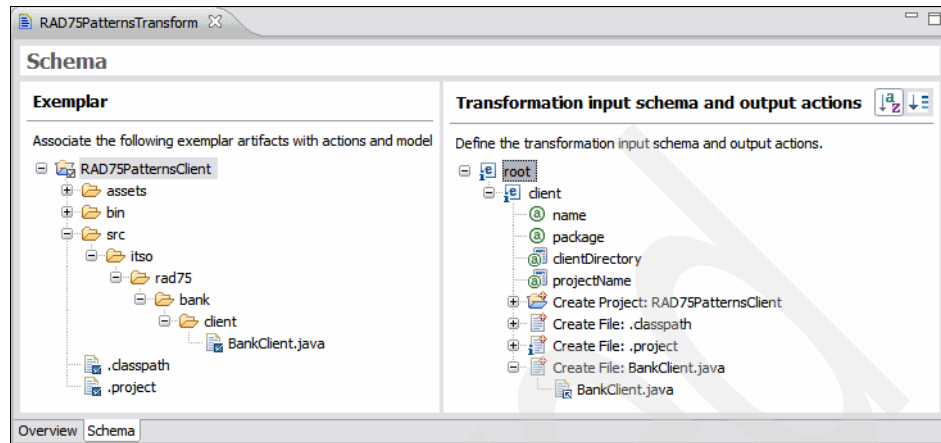 RAD75PatternsTransform
Schema
Exemplar
Associate the following exemplar artifacts with actions and model
RAD75PatternsClient
assets
bin
src
itso
rad75
bank
client
BankClient.java
.classpath
.project
Transformation input schema and output actions
Define the transformation input schema and output actions.
root
client
name
package
clientDirectory
projectName
Create Project: RAD75PatternsClient
Create File: .classpath
Create File: .project
Create File: BankClient.java
BankClient.java
Overview Schema